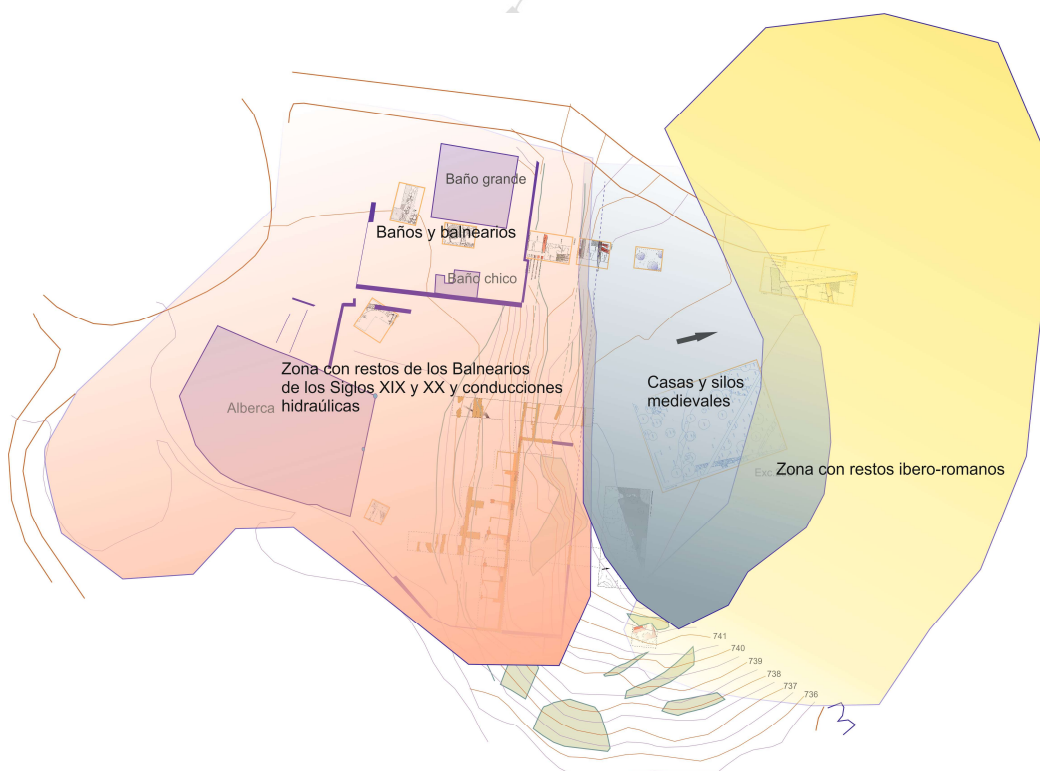 Baño grande
Baños y balnearios
Baño chico
Zona con restos de los Balnearios
de los Siglos XIX y XX y conducciones
hidraúlicas
Alberca
Casas y silos
medievales
Exc
Zona con restos ibero-romanos
741
740
739
738
737
736